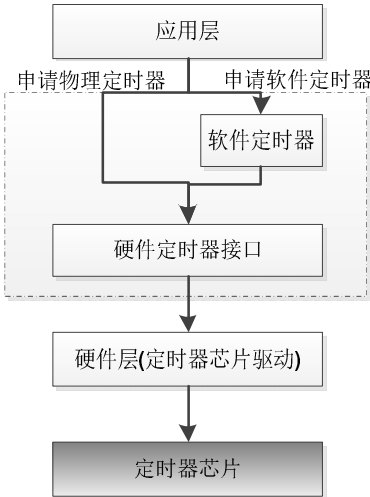 应用层
申请物理定时器
申请软件定时器
软件定时器
硬件定时器接口
硬件层(定时器芯片驱动)
定时器芯片